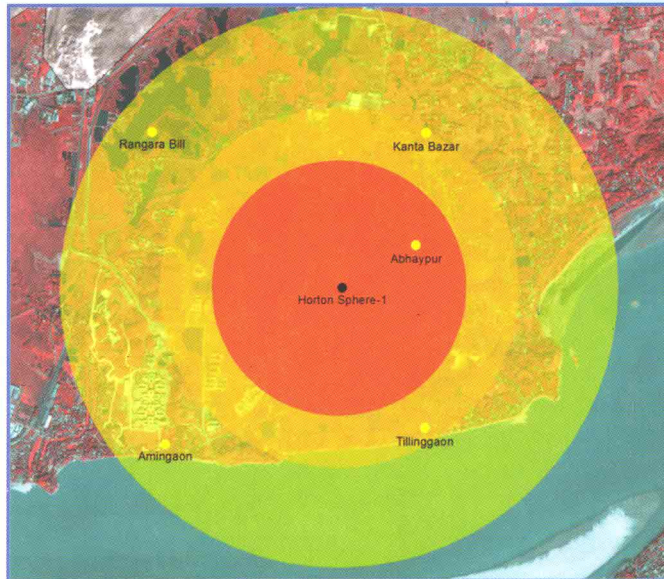 Rangara Bill
Kanta Bazar
Abhaypur
Horton Sphere-1
Tillinggaon
Amingaon